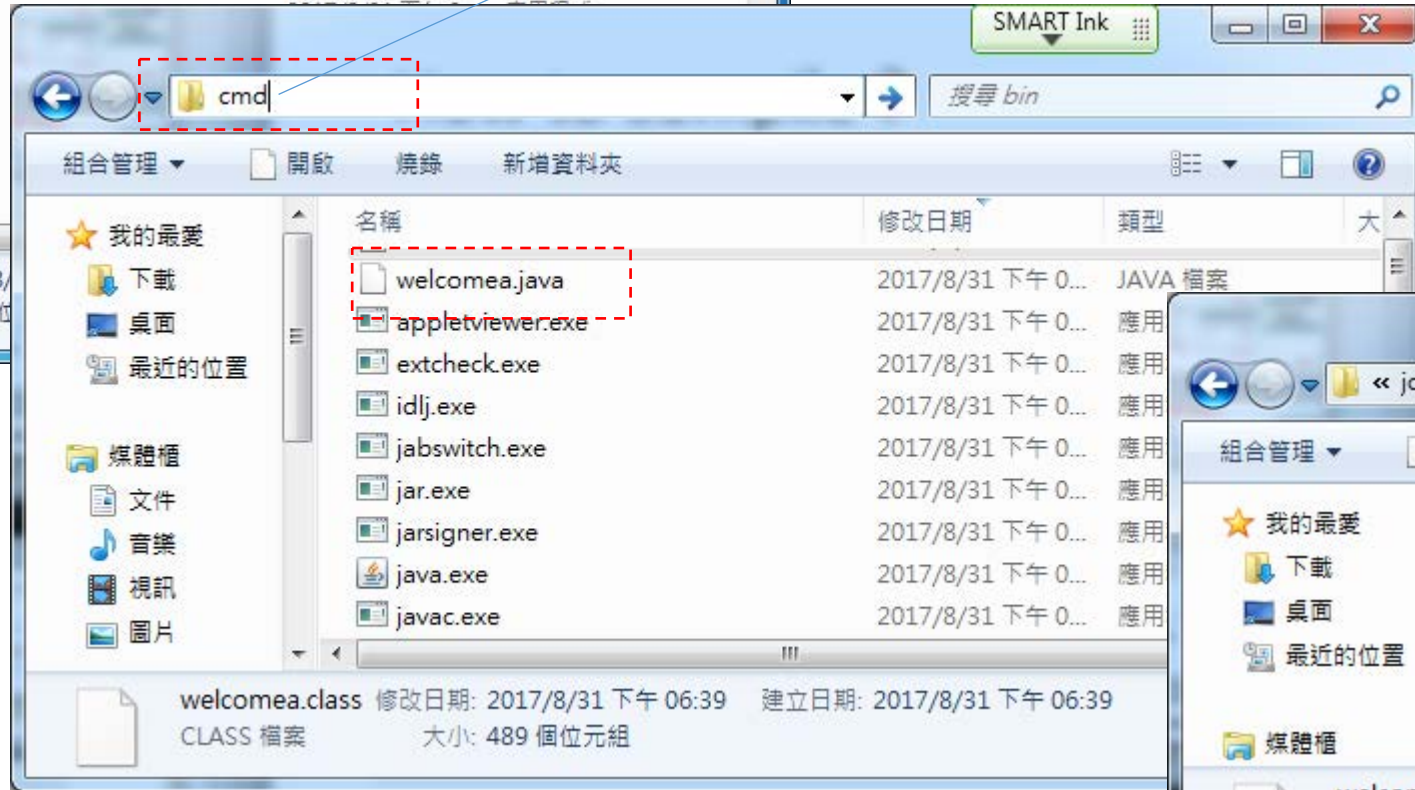 SMART Ink
cmd
搜尋 bin
組合管理 開啟 燒錄 新增資料夾
名稱 修改日期 類型 大
我的最愛
下載
桌面
最近的位置
媒體櫃
文件
音樂
視訊
圖片
welcomea.java 2017/8/31 下午 0... JAVA 檔案
appletviewer.exe 2017/8/31 下午 0... 應用
extcheck.exe 2017/8/31 下午 0... 應用
idlj.exe 2017/8/31 下午 0... 應用
jabswitch.exe 2017/8/31 下午 0... 應用
jar.exe 2017/8/31 下午 0... 應用
jarsigner.exe 2017/8/31 下午 0... 應用
java.exe 2017/8/31 下午 0... 應用
javac.exe 2017/8/31 下午 0... 應用
welcomea.class 修改日期: 2017/8/31 下午 06:39 建立日期: 2017/8/31 下午 06:39
CLASS 檔案 大小: 489 個位元組
« jd
組合管理
我的最愛
下載
桌面
最近的位置
媒體櫃